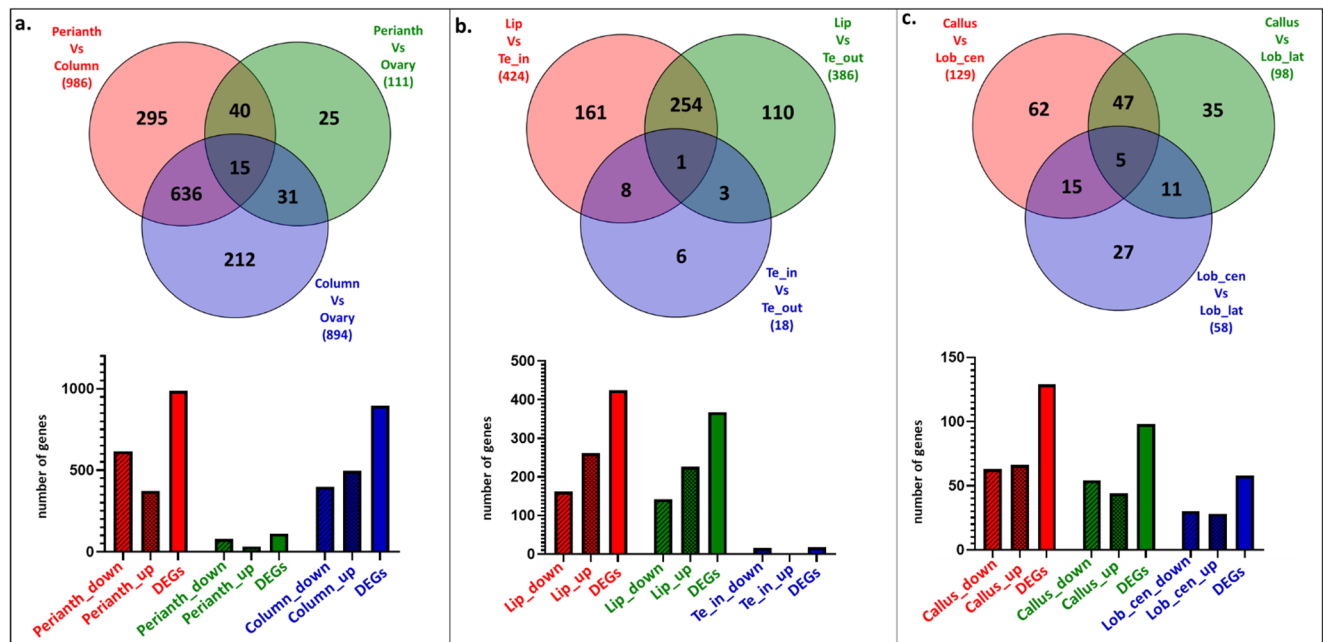 a.
Perianth
Vs
Column
(986)
Perianth
Vs
Ovary
(111)
295
40
25
15
636
31
212
Column
Vs
Ovary
(894)
number of genes
1000
500
0
Perianth_down
Perianth_up
DEGs
Perianth_down
Perianth_up
DEGs
Column_down
Column_up
DEGs
b.
Lip
Vs
Te_in
(424)
Lip
Vs
Te_out
(386)
161
254
110
1
8
3
6
Te_in
Vs
Te_out
(18)
number of genes
500
400
300
200
100
0
Lip_down
Lip_up
DEGs
Lip_down
Lip_up
DEGs
Te_in_down
Te_in_up
DEGs
c.
Callus
Vs
Lob_cen
(129)
Callus
Vs
Lob_lat
(98)
62
47
35
5
15
11
27
Lob_cen
Vs
Lob_lat
(58)
number of genes
150
100
50
0
Callus_down
Callus_up
DEGs
Callus_down
Callus_up
DEGs
Lob_cen_down
Lob_cen_up
DEGs